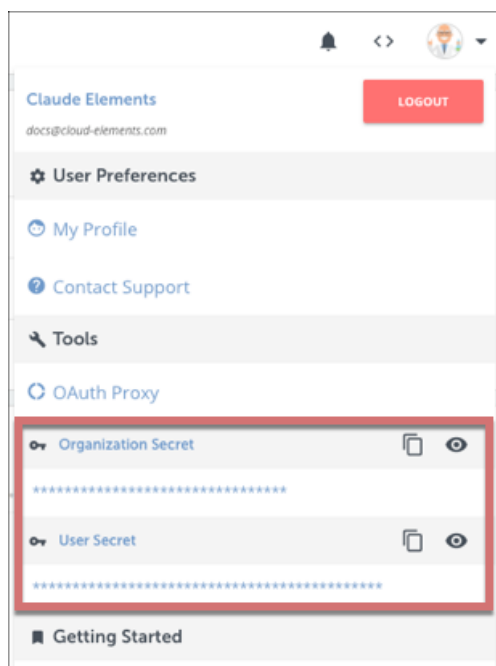 Claude Elements
LOGOUT
docs@cloud-elements.com
User Preferences
My Profile
Contact Support
Tools
OAuth Proxy
Organization Secret
********************************
User Secret
********************************************
Getting Started